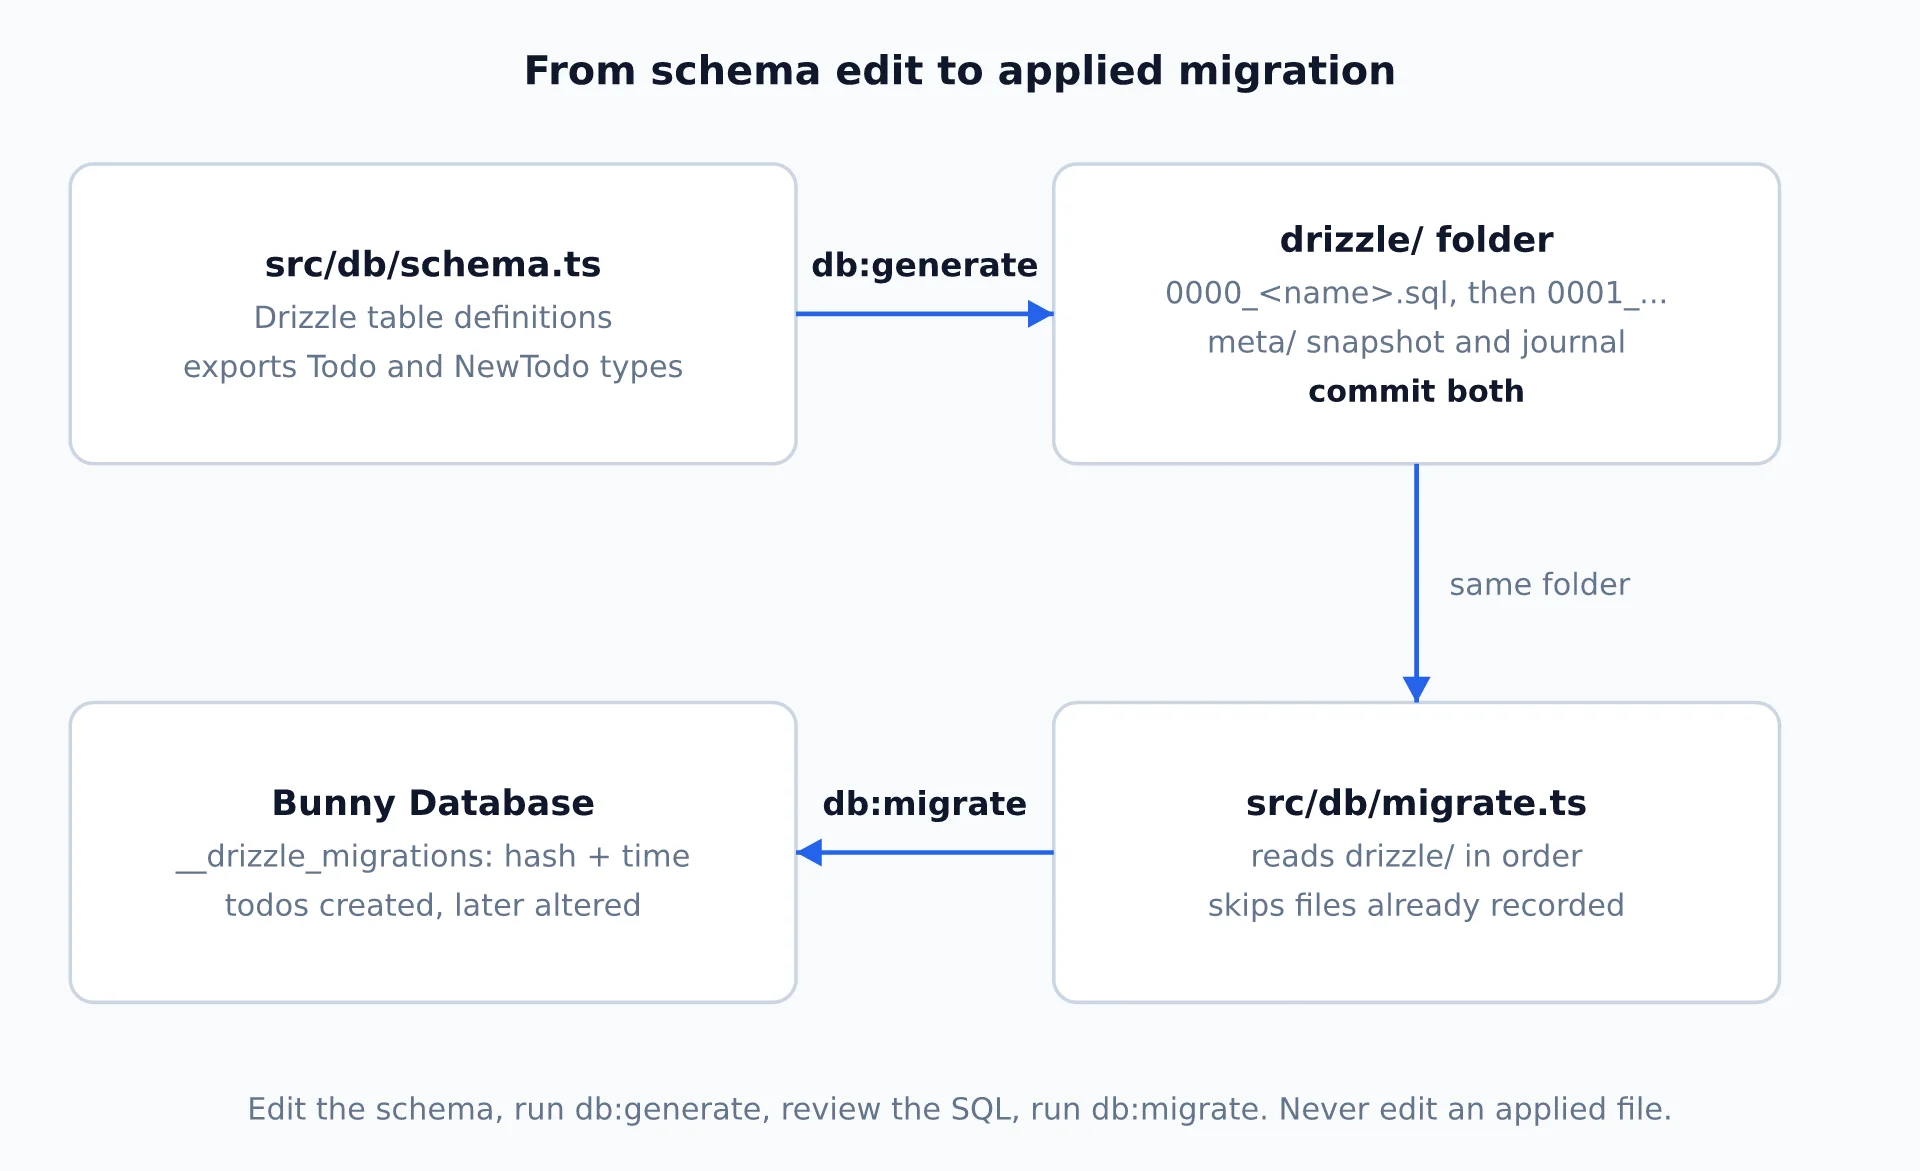 From schema edit to applied migration
src/db/schema.ts
Drizzle table definitions
exports Todo and NewTodo types
db:generate
drizzle/ folder
0000_<name>.sql, then 0001_...
meta/ snapshot and journal
commit both
same folder
src/db/migrate.ts
reads drizzle/ in order
skips files already recorded
db:migrate
Bunny Database
__drizzle_migrations: hash + time
todos created, later altered
Edit the schema, run db:generate, review the SQL, run db:migrate. Never edit an applied file.